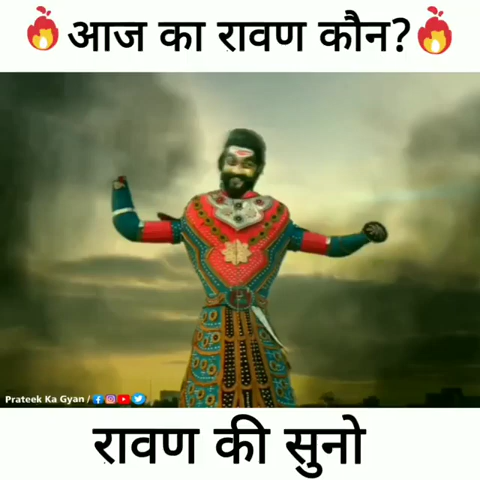 🔥आज का रावण कौन?🔥
Prateek Ka Gyan /
रावण की सुनो